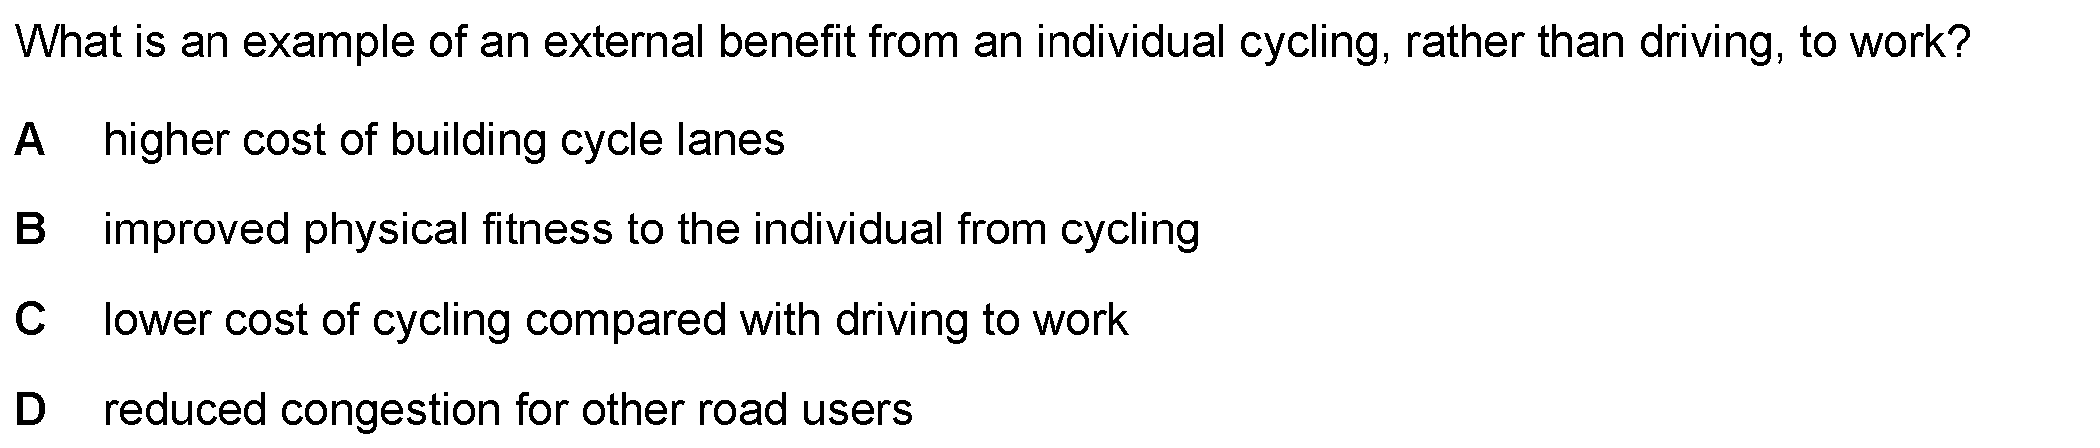 What is an example of an external benefit from an individual cycling, rather than driving, to work?
A higher cost of building cycle lanes
B improved physical fitness to the individual from cycling
C lower cost of cycling compared with driving to work
D reduced congestion for other road users